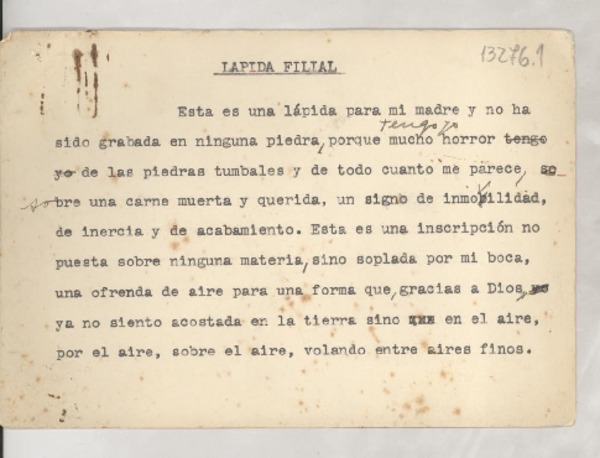 13276.1
LAPIDA FILIAL
Esta es una lápida para mi madre y no ha
tengo yo
sido grabada en ninguna piedra, porque mucho horror tengo
yo de las piedras tumbales y de todo cuanto me parece, so
so bre una carne muerta y querida, un signo de inmovilidad,
de inercia y de acabamiento. Esta es una inscripción no
puesta sobre ninguna materia, sino soplada por mi boca,
una ofrenda de aire para una forma que, gracias a Dios, yo
ya no siento acostada en la tierra sino en el aire,
por el aire, sobre el aire, volando entre aires finos.